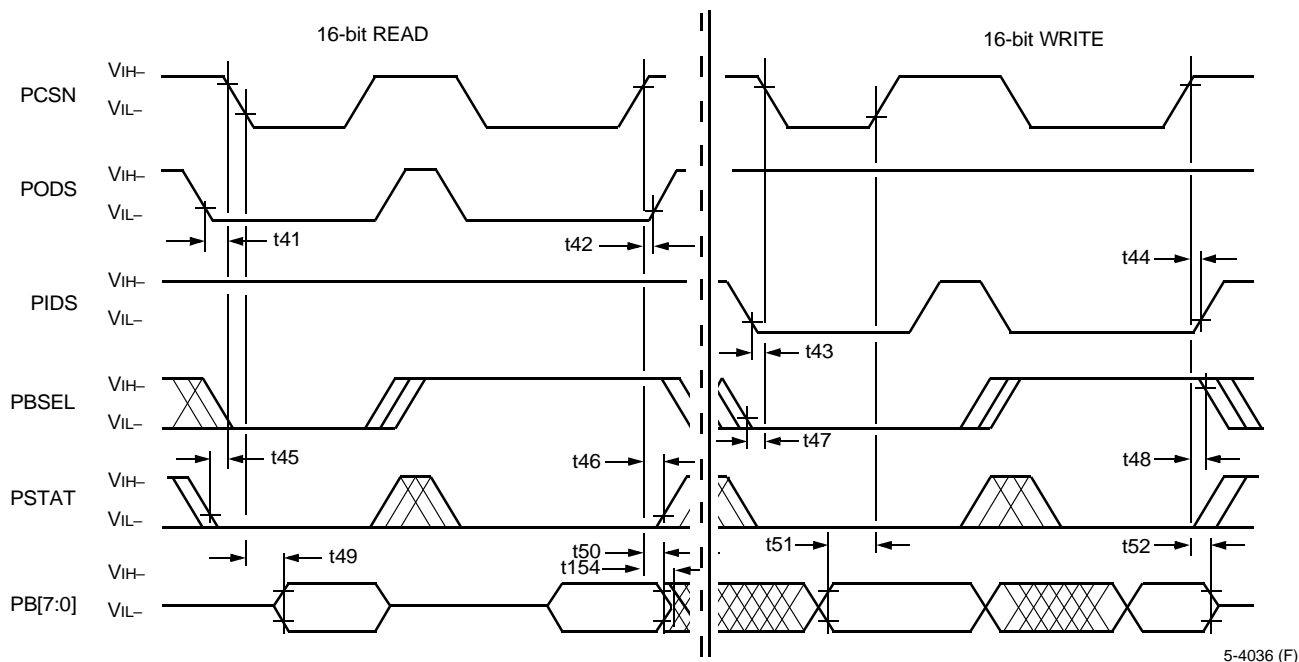 16-bit READ
16-bit WRITE
PCSN
VIH–
VIL–
PODS
VIH–
VIL–
t41
t42
t44
PIDS
VIH–
VIL–
t43
PBSEL
VIH–
VIL–
t47
t45
t46
t48
PSTAT
VIH–
VIL–
t49
t50
t51
t52
t154
PB[7:0]
VIH–
VIL–
5-4036 (F)